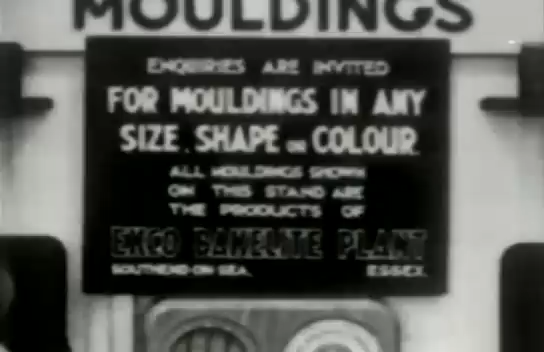 MOULDINGS
ENQUIRIES ARE INVITED
FOR MOULDINGS IN ANY
SIZE, SHAPE OR COLOUR.
ALL MOULDINGS SHOWN
ON THIS STAND ARE
THE PRODUCTS OF
EKCO BAKELITE PLANT
SOUTHEND-ON-SEA. ESSEX.